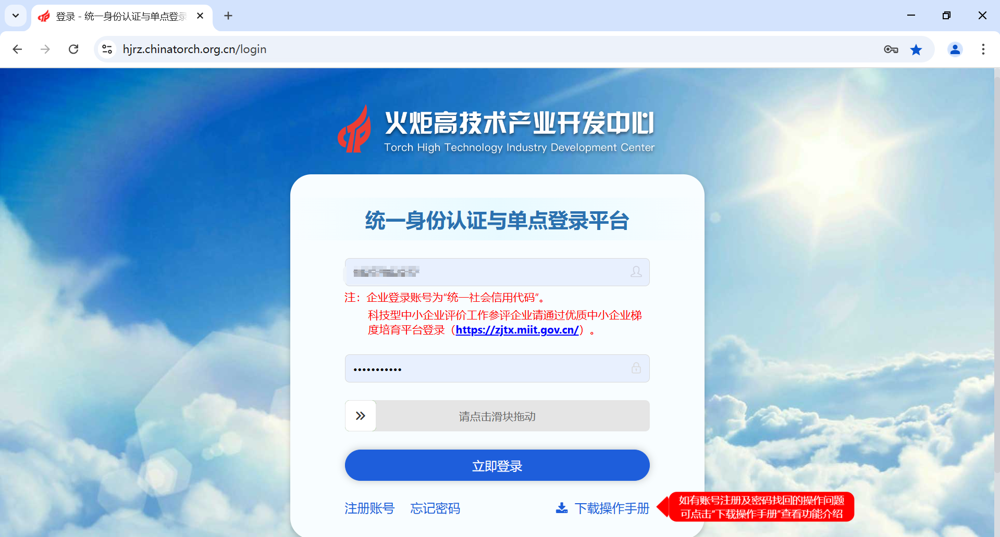 登录 - 统一身份认证与单点登录
hjrz.chinatorch.org.cn/login
火炬高技术产业开发中心
Torch High Technology Industry Development Center
统一身份认证与单点登录平台
注：企业登录账号为“统一社会信用代码”。
科技型中小企业评价工作参评企业请通过优质中小企业梯
度培育平台登录（https://zjtx.miit.gov.cn/）。
请点击滑块拖动
立即登录
注册账号 忘记密码 下载操作手册
如有账号注册及密码找回的操作问题
可点击“下载操作手册”查看功能介绍